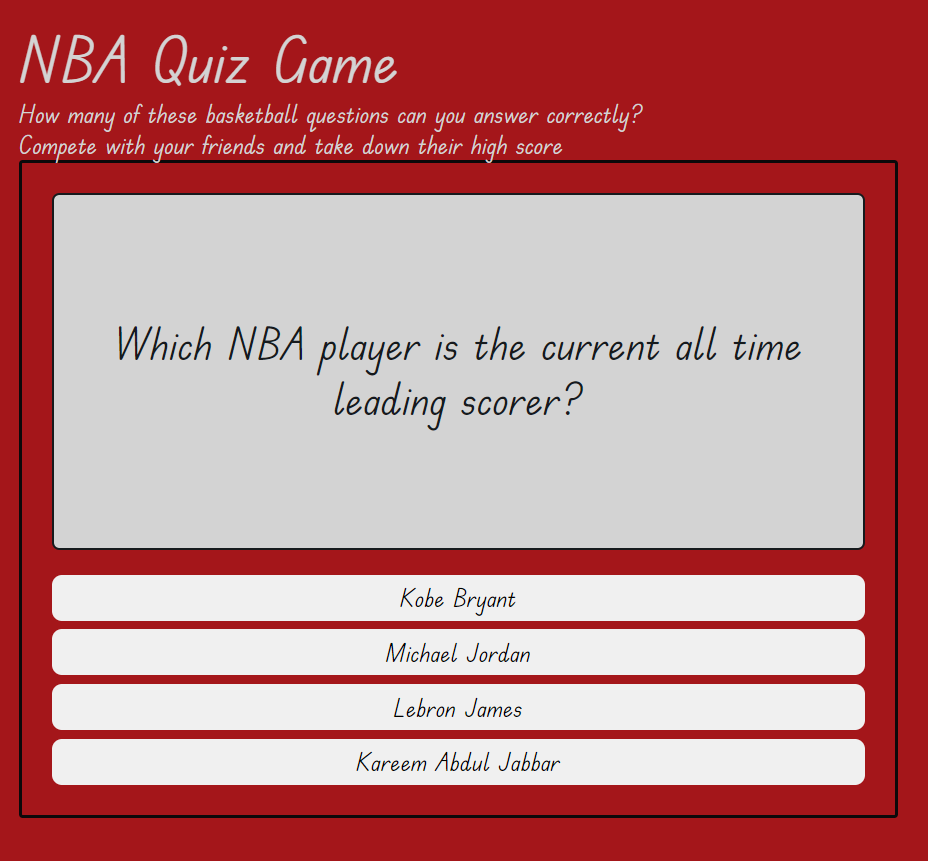 NBA Quiz Game
How many of these basketball questions can you answer correctly?
Compete with your friends and take down their high score
Which NBA player is the current all time
leading scorer?
Kobe Bryant
Michael Jordan
Lebron James
Kareem Abdul Jabbar